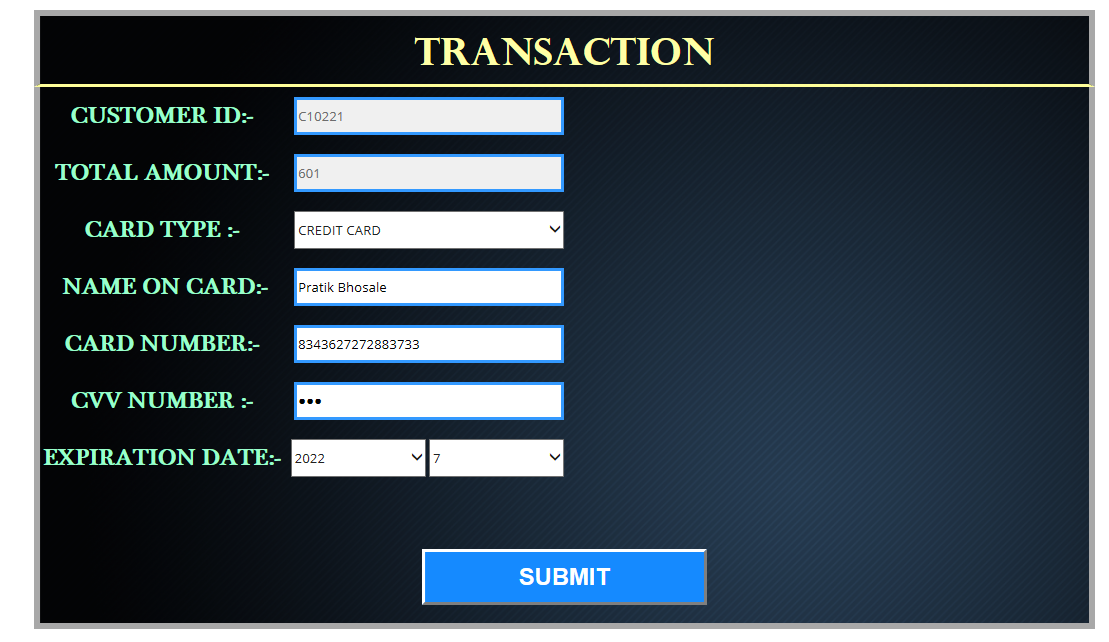 TRANSACTION
CUSTOMER ID:- C10221
TOTAL AMOUNT:- 601
CARD TYPE :- CREDIT CARD
NAME ON CARD:- Pratik Bhosale
CARD NUMBER:- 8343627272883733
CVV NUMBER :- •••
EXPIRATION DATE:- 2022 7
SUBMIT